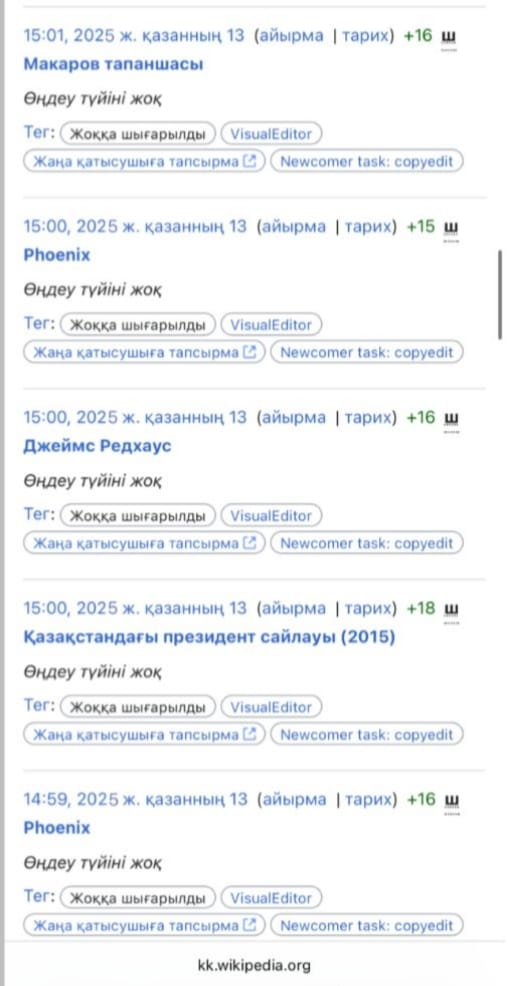 15:01, 2025 ж. қазанның 13 (айырма | тарих) +16 ш
Макаров тапаншасы
Өңдеу түйіні жоқ
Тег: Жоққа шығарылды VisualEditor
Жаңа қатысушыға тапсырма Newcomer task: copyedit
15:00, 2025 ж. қазанның 13 (айырма | тарих) +15 ш
Phoenix
Өңдеу түйіні жоқ
Тег: Жоққа шығарылды VisualEditor
Жаңа қатысушыға тапсырма Newcomer task: copyedit
15:00, 2025 ж. қазанның 13 (айырма | тарих) +16 ш
Джеймс Редхаус
Өңдеу түйіні жоқ
Тег: Жоққа шығарылды VisualEditor
Жаңа қатысушыға тапсырма Newcomer task: copyedit
15:00, 2025 ж. қазанның 13 (айырма | тарих) +18 ш
Қазақстандағы президент сайлауы (2015)
Өңдеу түйіні жоқ
Тег: Жоққа шығарылды VisualEditor
Жаңа қатысушыға тапсырма Newcomer task: copyedit
14:59, 2025 ж. қазанның 13 (айырма | тарих) +16 ш
Phoenix
Өңдеу түйіні жоқ
Тег: Жоққа шығарылды VisualEditor
Жаңа қатысушыға тапсырма Newcomer task: copyedit
kk.wikipedia.org